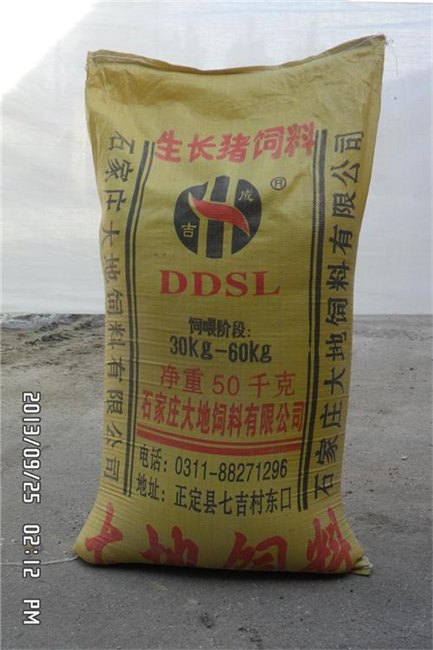 生长猪饲料
吉成
R
DDSL
饲喂阶段:
30Kg-60kg
净重50千克
石家庄大地饲料有限公司
电话: 0311-88271296
地址: 正定县七吉村东口
大地饲料
石家庄大地饲料有限公司
石家庄大地饲料有限公司
2013/09/25 02:12 PM